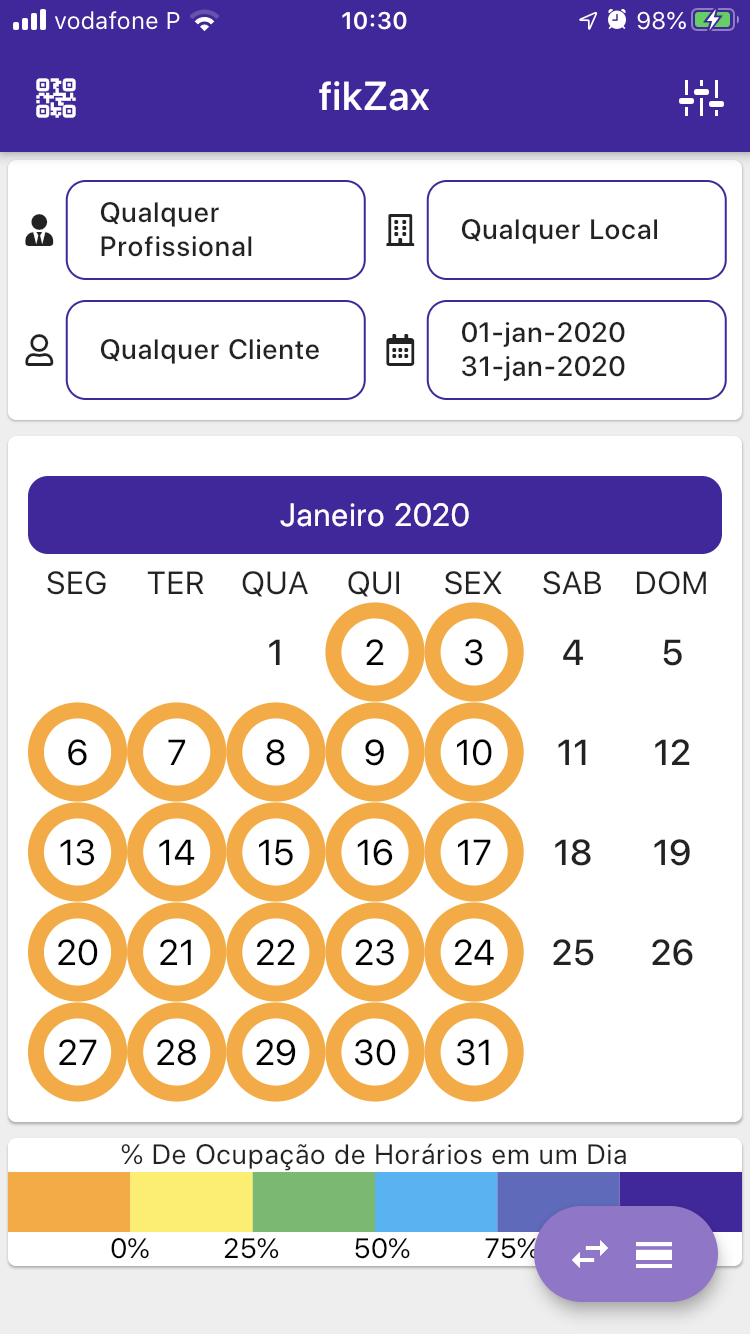 vodafone P 10:30 98%
fikZax
Qualquer
Profissional
Qualquer Local
Qualquer Cliente
01-jan-2020
31-jan-2020
Janeiro 2020
SEG TER QUA QUI SEX SAB DOM
1 2 3 4 5
6 7 8 9 10 11 12
13 14 15 16 17 18 19
20 21 22 23 24 25 26
27 28 29 30 31
% De Ocupação de Horários em um Dia
0% 25% 50% 75%